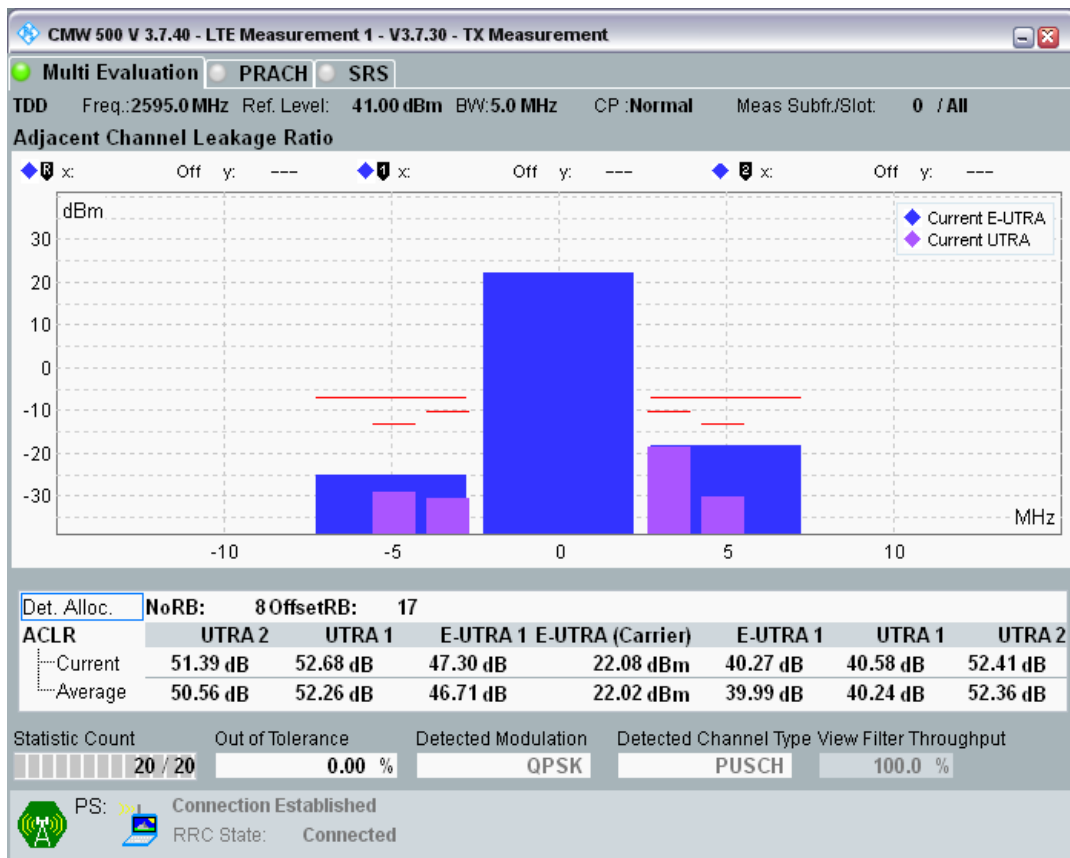 CMW 500 V 3.7.40 - LTE Measurement 1 - V3.7.30 - TX Measurement
Multi Evaluation PRACH SRS
TDD Freq.:2595.0 MHz Ref. Level: 41.00 dBm BW:5.0 MHz CP :Normal Meas Subfr./Slot: 0 / All
Adjacent Channel Leakage Ratio
R x: Off y: --- 1 x: Off y: --- 2 x: Off y: ---
dBm
Current E-UTRA
Current UTRA
30
20
10
0
-10
-20
-30
MHz
-10 -5 0 5 10
Det. Alloc. NoRB: 8 OffsetRB: 17
ACLR UTRA 2 UTRA 1 E-UTRA 1 E-UTRA (Carrier) E-UTRA 1 UTRA 1 UTRA 2
Current 51.39 dB 52.68 dB 47.30 dB 22.08 dBm 40.27 dB 40.58 dB 52.41 dB
Average 50.56 dB 52.26 dB 46.71 dB 22.02 dBm 39.99 dB 40.24 dB 52.36 dB
Statistic Count Out of Tolerance Detected Modulation Detected Channel Type View Filter Throughput
20 / 20 0.00 % QPSK PUSCH 100.0 %
PS: Connection Established
RRC State: Connected